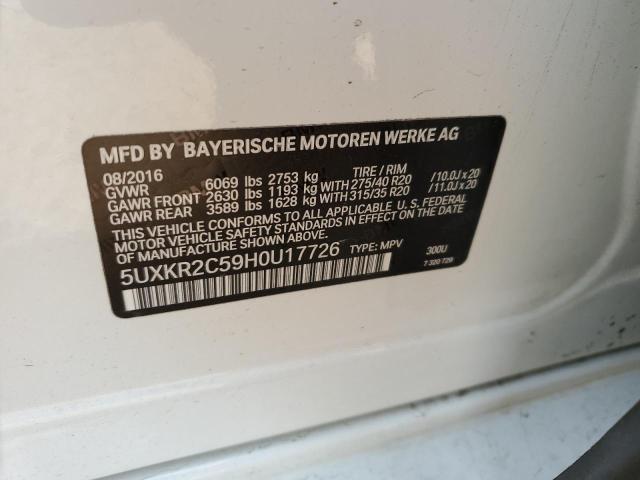 MFD BY BAYERISCHE MOTOREN WERKE AG
08/2016 TIRE / RIM
GVWR 6069 lbs 2753 kg
GAWR FRONT 2630 lbs 1193 kg WITH 275/40 R20 /10.0J x 20
GAWR REAR 3589 lbs 1628 kg WITH 315/35 R20 /11.0J x 20
THIS VEHICLE CONFORMS TO ALL APPLICABLE U.S. FEDERAL
MOTOR VEHICLE SAFETY STANDARDS IN EFFECT ON THE DATE
OF MANUFACTURE SHOWN ABOVE.
5UXKR2C59H0U17726 TYPE: MPV 300U
7 320 729